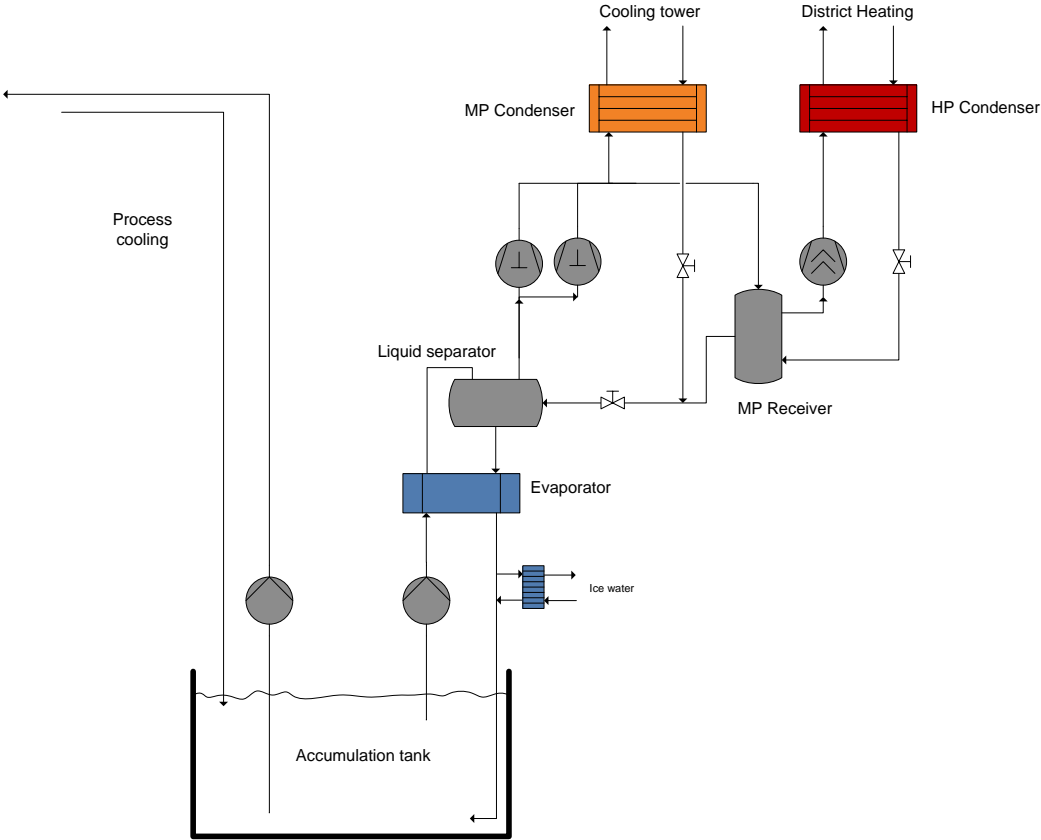 Cooling tower
District Heating
MP Condenser
HP Condenser
Process
cooling
Liquid separator
MP Receiver
Evaporator
Ice water
Accumulation tank